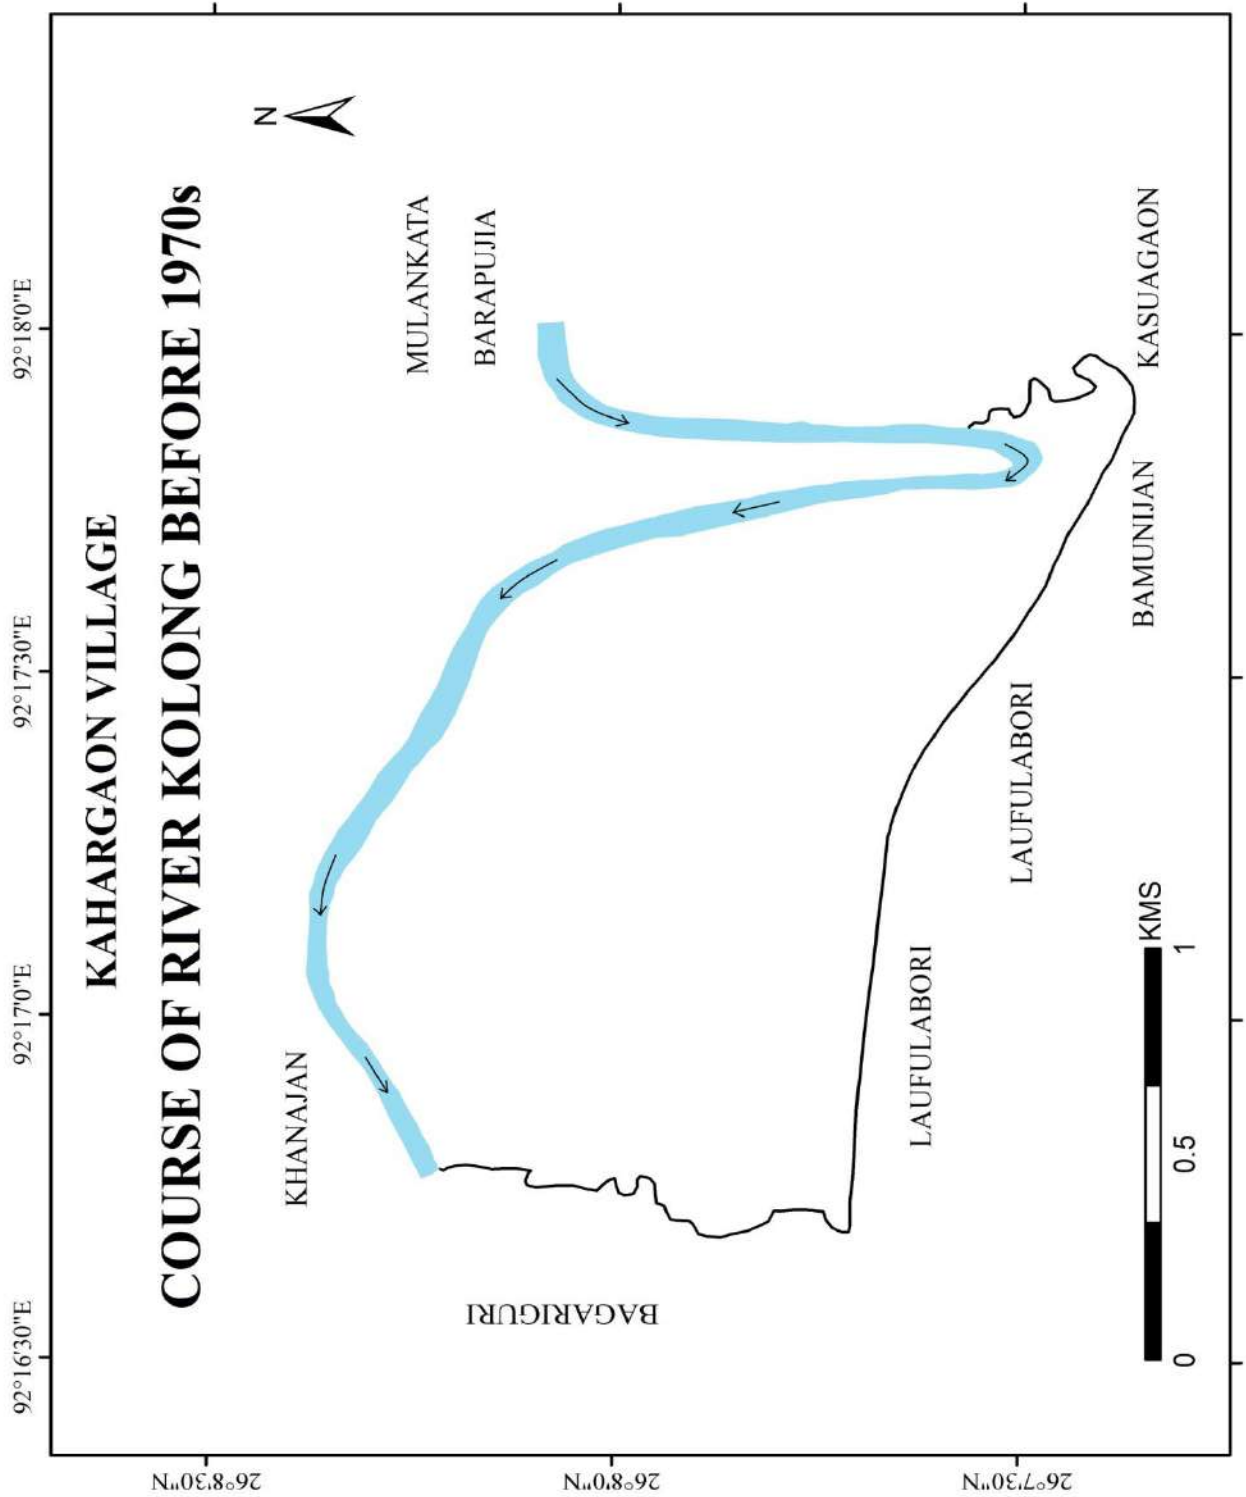 KAHARGAON VILLAGE
COURSE OF RIVER KOLONG BEFORE 1970s
92°16'30"E
92°17'0"E
92°17'30"E
92°18'0"E
26°8'30"N
26°8'0"N
26°7'30"N
N
KHANAJAN
MULANKATA
BARAPUJIA
BAGARIGURI
LAUFULABORI
LAUFULABORI
BAMUNIJAN
KASUAGAON
KMS
0
0.5
1